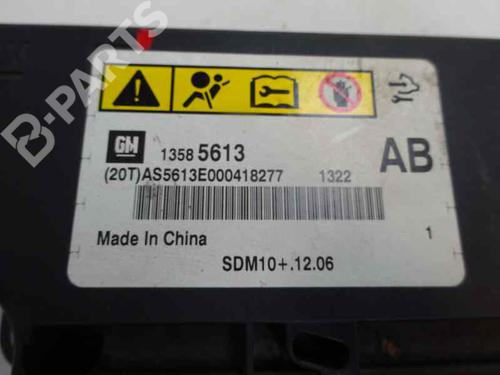 B-PARTS
GM 1358 5613 AB
(20T)AS5613E000418277 1322
Made In China 1
SDM10+.12.06